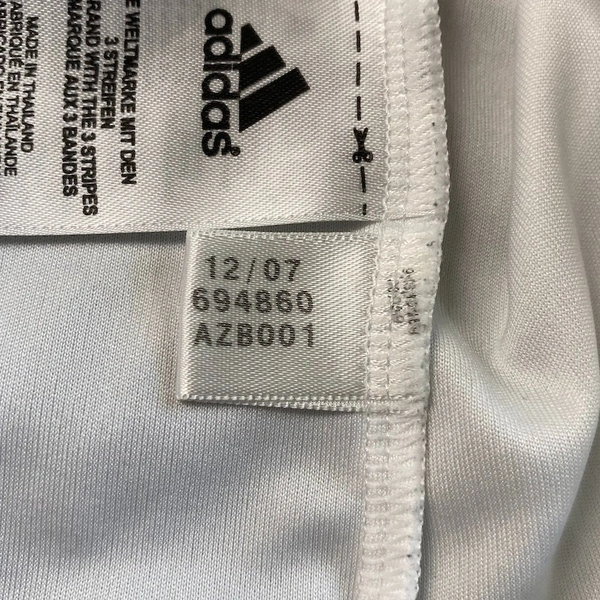 adidas
E WELTMARKE MIT DEN
3 STREIFEN
RAND WITH THE 3 STRIPES
MARQUE AUX 3 BANDES
MADE IN THAILAND
FABRIQUÉ EN THAÏLANDE
12/07
694860
AZB001